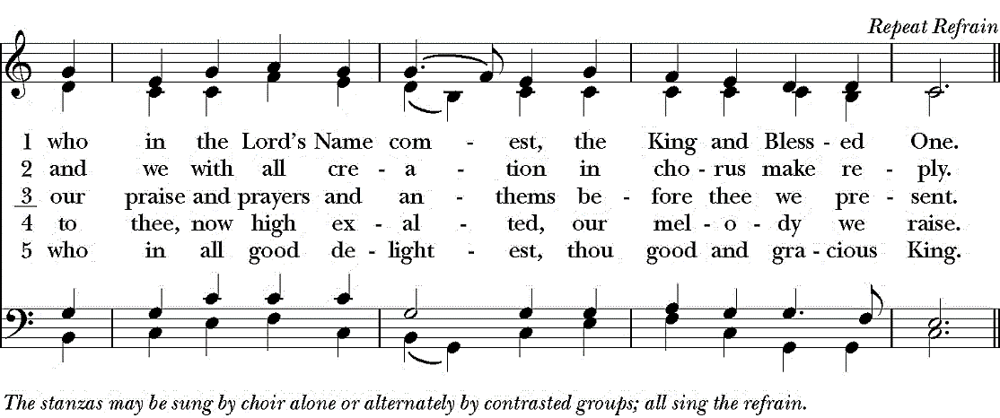 Repeat Refrain
1 who in the Lord's Name com - est, the King and Bless - ed One.
2 and we with all cre - a - tion in cho - rus make re - ply.
3 our praise and prayers and an - thems be - fore thee we pre - sent.
4 to thee, now high ex - al - ted, our mel - o - dy we raise.
5 who in all good de - light - est, thou good and gra - cious King.
The stanzas may be sung by choir alone or alternately by contrasted groups; all sing the refrain.